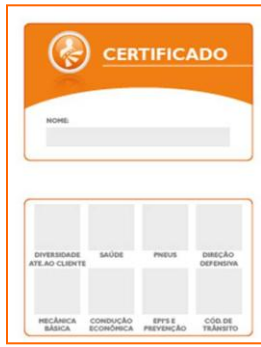 CERTIFICADO
NOME:
DIVERSIDADE
ATE.AO CLIENTE
SAÚDE
PNEUS
DIREÇÃO
DEFENSIVA
MECÂNICA
BÁSICA
CONDUÇÃO
ECONÔMICA
EPI'S E
PREVENÇÃO
CÓD. DE
TRÂNSITO